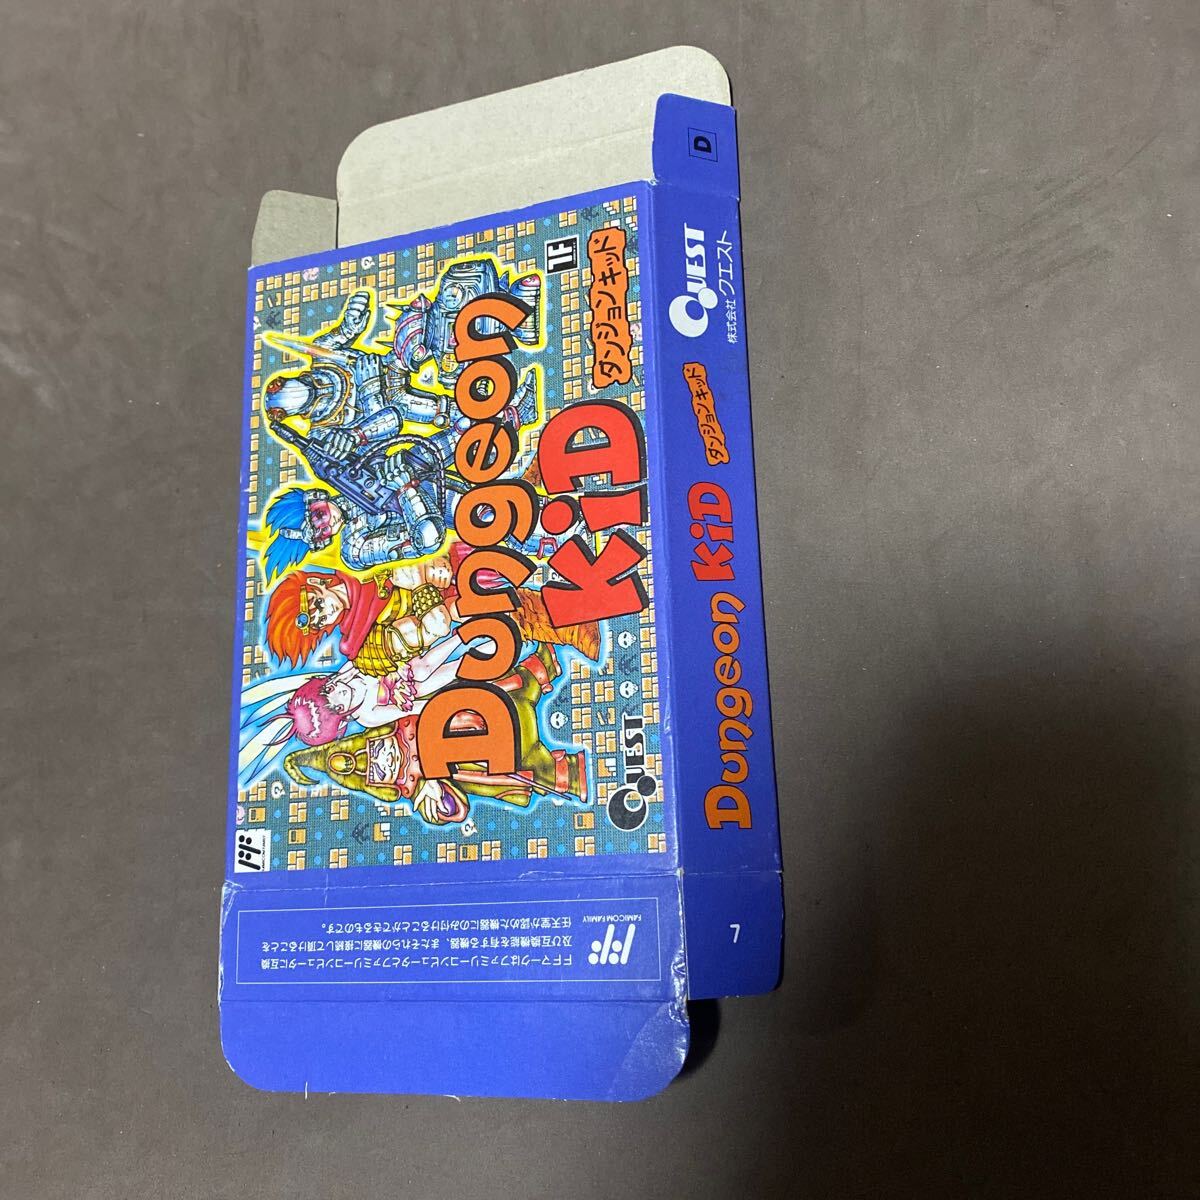 Dungeon
KiD
ダンジョンキッド
1F
QUEST
D
QUEST
株式会社 クエスト
ダンジョンキッド
Dungeon KiD
L
FAMICOM FAMILY
FFマークはファミリーコンピュータとファミリーコンピュータに互換
及び互換機能を有する機器、またそれらの機器に接続して頂けることを
任天堂が認めた機器にのみ付けることができるものです。